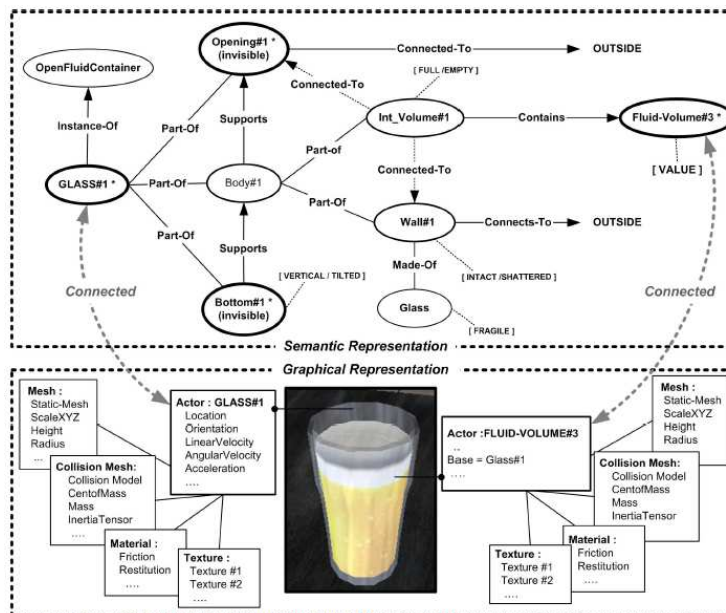 Opening#1 *
(invisible)
Connected-To
OUTSIDE
OpenFluidContainer
[ FULL /EMPTY ]
Connected-To
Instance-Of
Part-Of
Supports
Int_Volume#1
Contains
Fluid-Volume#3 *
Part-of
[ VALUE ]
GLASS#1 *
Part-Of
Body#1
Connected-To
Part-Of
Wall#1
Connects-To
OUTSIDE
Part-Of
Supports
Made-Of
[ INTACT /SHATTERED ]
[ VERTICAL / TILTED ]
Connected
Bottom#1 *
(invisible)
Glass
[ FRAGILE ]
Connected
Semantic Representation
Graphical Representation
Mesh :
Static-Mesh
ScaleXYZ
Height
Radius
...
Actor : GLASS#1
Location
Orientation
LinearVelocity
AngularVelocity
Acceleration
....
Collision Mesh:
Collision Model
CentofMass
Mass
InertiaTensor
....
Material :
Friction
Restitution
....
Texture :
Texture #1
Texture #2
....
Actor :FLUID-VOLUME#3
..
Base = Glass#1
....
Mesh :
Static-Mesh
ScaleXYZ
Height
Radius
Collision Mesh:
Collision Model
CentofMass
Mass
InertiaTensor
Material :
Friction
Restitution
....
Texture :
Texture #1
Texture #2
....